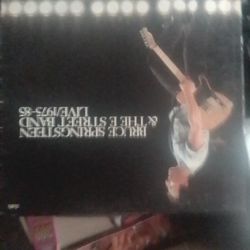 BRUCE SPRINGSTEEN
& THE E STREET BAND
LIVE/1975-85